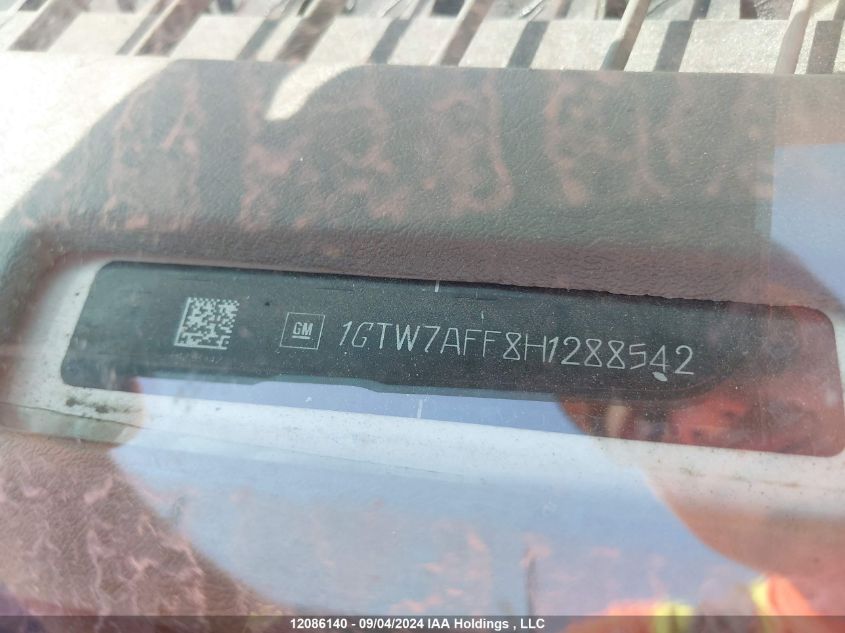 GM 1GTW7AFF8H1288542
12086140 - 09/04/2024 IAA Holdings , LLC